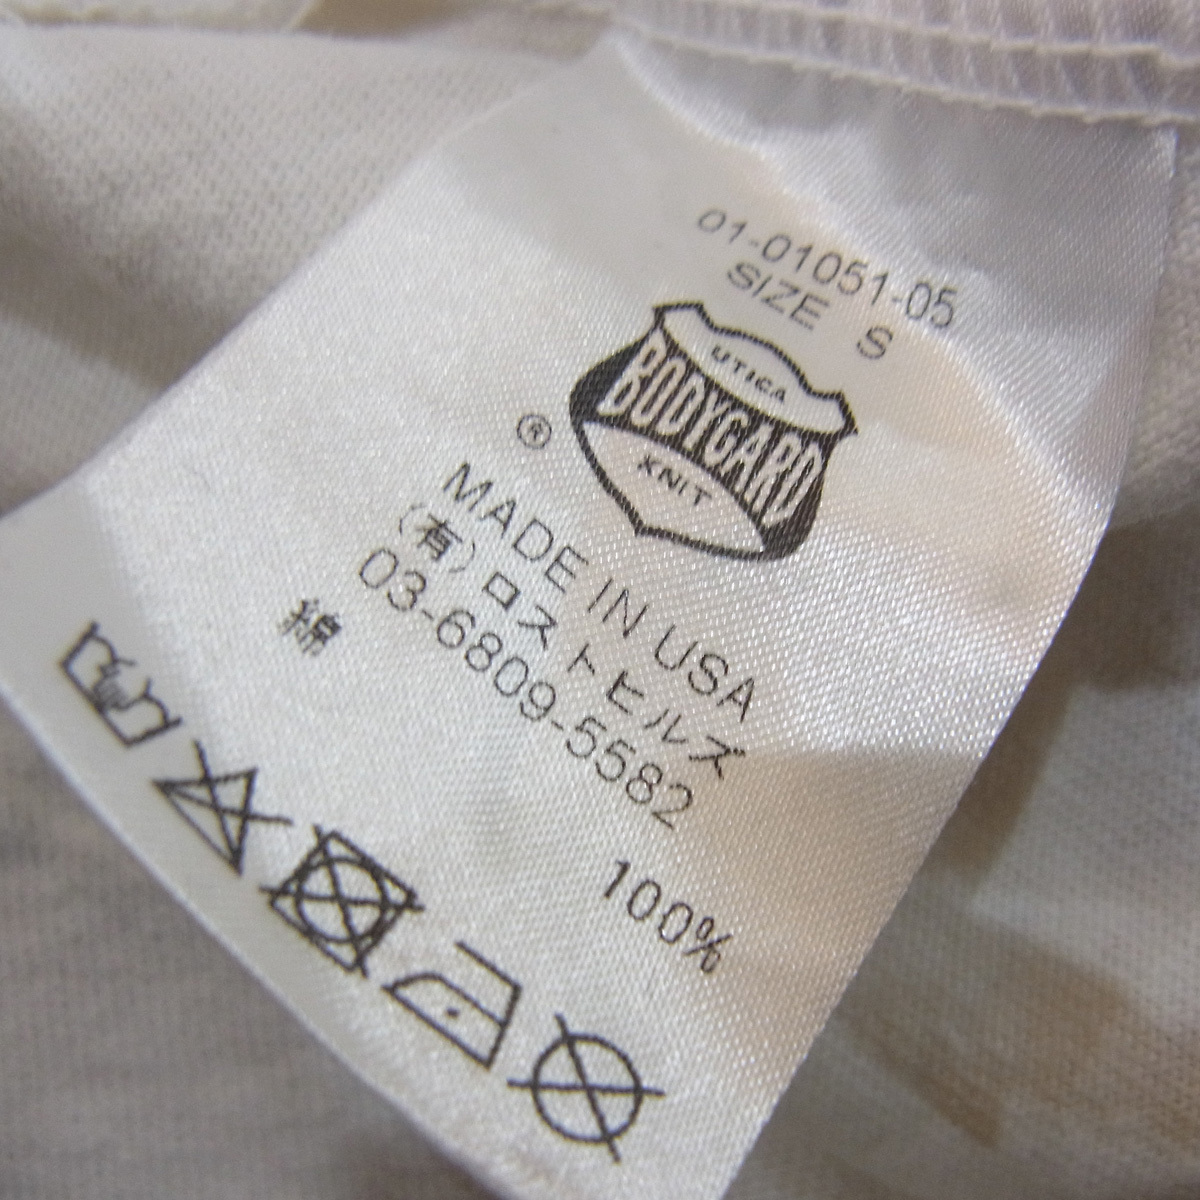 01-01051-05
SIZE S
UTICA
BODYGARD
KNIT
®
MADE IN USA
(有)ロストヒルズ
03-6809-5582
綿 100%